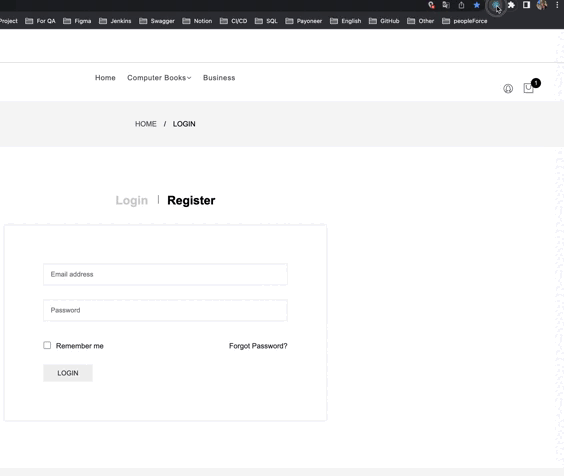 Project For QA Figma Jenkins Swagger Notion CI/CD SQL Payoneer English GitHub Other peopleForce
Home Computer Books Business
1
HOME / LOGIN
Login | Register
Email address
Password
Remember me Forgot Password?
LOGIN